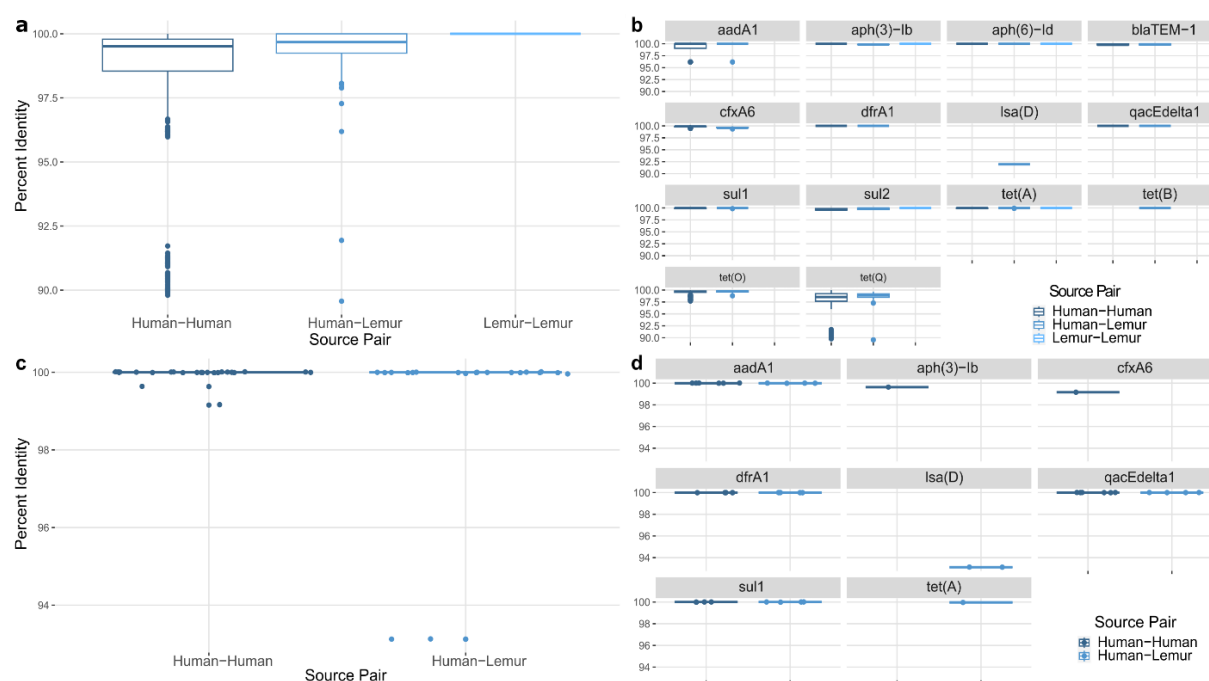 a
100.0
97.5
95.0
92.5
90.0
Percent Identity
Human−Human
Human−Lemur
Lemur−Lemur
Source Pair
b
aadA1
aph(3)−Ib
aph(6)−Id
blaTEM−1
100.0
97.5
95.0
92.5
90.0
cfxA6
dfrA1
lsa(D)
qacEdelta1
100.0
97.5
95.0
92.5
90.0
sul1
sul2
tet(A)
tet(B)
100.0
97.5
95.0
92.5
90.0
tet(O)
tet(Q)
100.0
97.5
95.0
92.5
90.0
Source Pair
Human−Human
Human−Lemur
Lemur−Lemur
c
100
98
96
94
Percent Identity
Human−Human
Human−Lemur
Source Pair
d
aadA1
aph(3)−Ib
cfxA6
100
98
96
94
dfrA1
lsa(D)
qacEdelta1
100
98
96
94
sul1
tet(A)
100
98
96
94
Source Pair
Human−Human
Human−Lemur